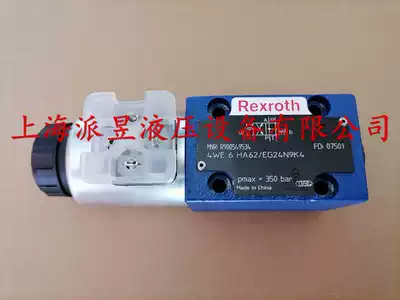 Rexroth
上海派昱液压设备有限公司
MNR: R900549534
FD: 07501
4WE 6 HA62/EG24N9K4
pmax = 350 bar
Made in China